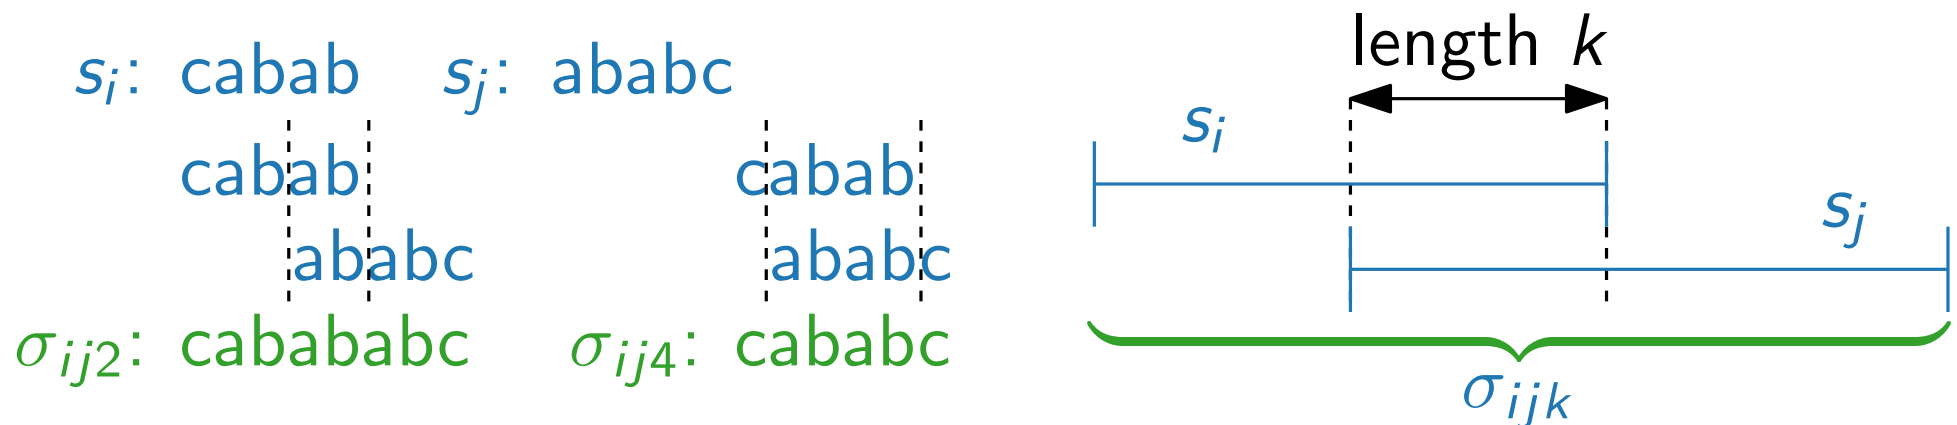 s_i: cabab s_j: ababc
cabab
ababc
σ_ij2: cabababc
cabab
ababc
σ_ij4: cababc
length k
s_i
s_j
σ_ijk